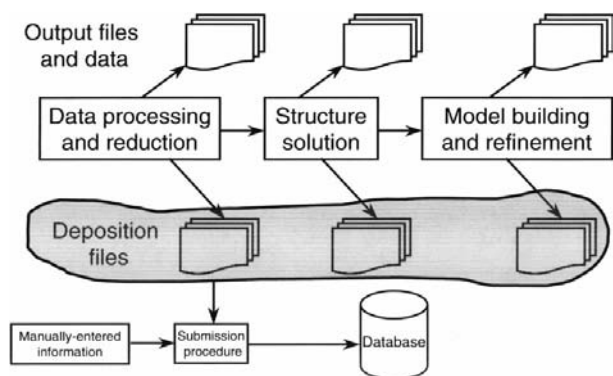 Output files
and data
Data processing
and reduction
Structure
solution
Model building
and refinement
Deposition
files
Manually-entered
information
Submission
procedure
Database